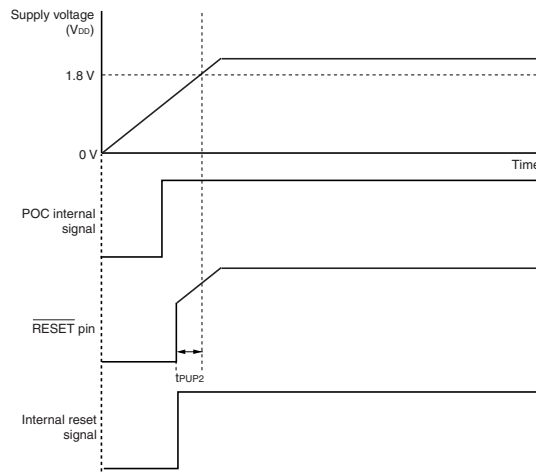 Supply voltage
(VDD)
1.8 V
0 V
Time
POC internal
signal
RESET pin
tPUP2
Internal reset
signal